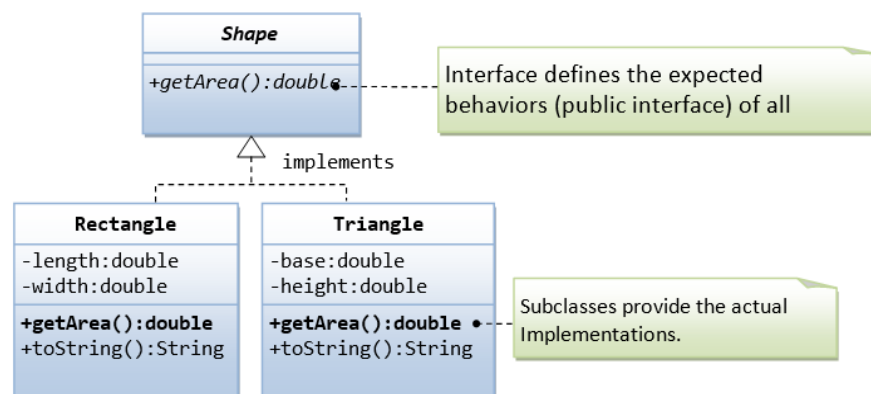 Shape
+getArea():double
Interface defines the expected
behaviors (public interface) of all
implements
Rectangle
-length:double
-width:double
+getArea():double
+toString():String
Triangle
-base:double
-height:double
+getArea():double
+toString():String
Subclasses provide the actual
Implementations.